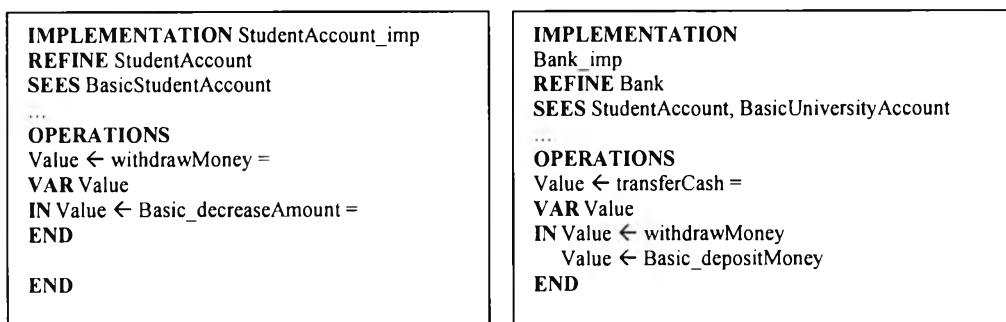 IMPLEMENTATION StudentAccount_imp
REFINE StudentAccount
SEES BasicStudentAccount
...
OPERATIONS
Value ← withdrawMoney =
VAR Value
IN Value ← Basic_decreaseAmount =
END
END
IMPLEMENTATION
Bank_imp
REFINE Bank
SEES StudentAccount, BasicUniversityAccount
...
OPERATIONS
Value ← transferCash =
VAR Value
IN Value ← withdrawMoney
Value ← Basic_depositMoney
END